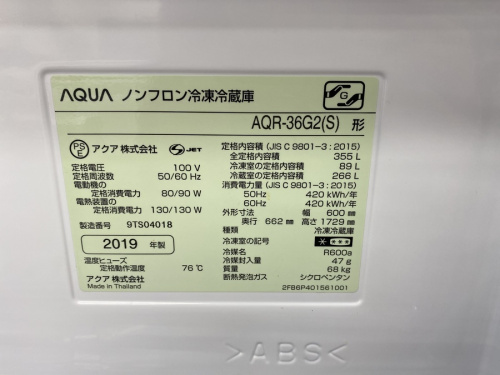 AQUA ノンフロン冷凍冷蔵庫
G
AQR-36G2(S) 形
PS E アクア株式会社 S JET
定格電圧 100 V
定格周波数 50/60 Hz
電動機の
定格消費電力 80/90 W
電熱装置の
定格消費電力 130/130 W
製造番号 9TS04018
2019 年製
温度ヒューズ
定格動作温度 76℃
アクア株式会社
Made in Thailand
定格内容積 (JIS C 9801-3 : 2015)
全定格内容積 355 L
冷凍室の定格内容積 89 L
冷蔵室の定格内容積 266 L
消費電力量 (JIS C 9801-3 : 2015)
50Hz 420 kWh/年
60Hz 420 kWh/年
外形寸法 幅 600 mm
奥行 662 mm 高さ 1729 mm
種類 冷凍冷蔵庫
冷凍室の記号 * ***
冷媒名 R600a
冷媒封入量 47 g
質量 68 kg
断熱発泡ガス シクロペンタン
2FB6P401561001
>ABS<